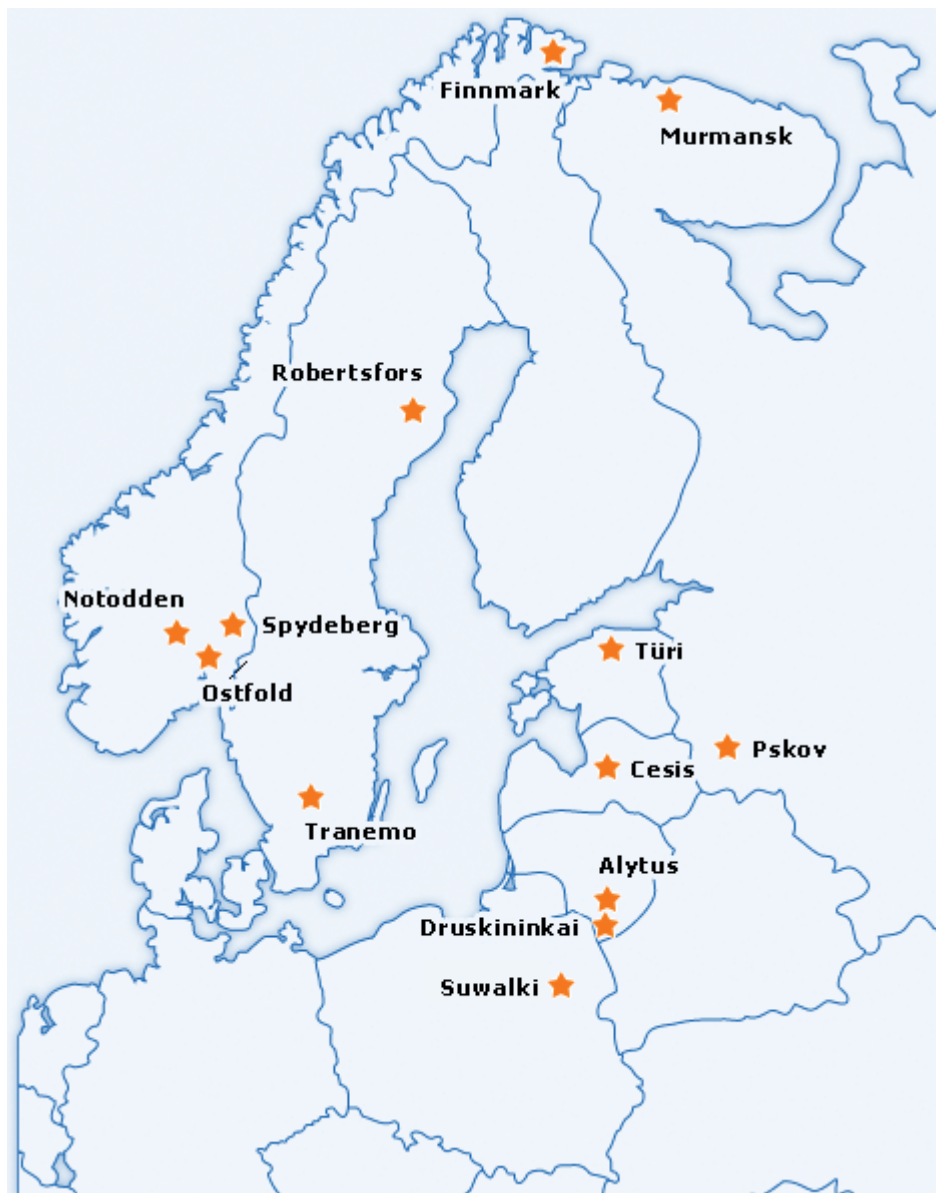 Finnmark
Murmansk
Robertsfors
Notodden
Spydeberg
Türi
Ostfold
Pskov
Cesis
Tranemo
Alytus
Druskininkai
Suwalki